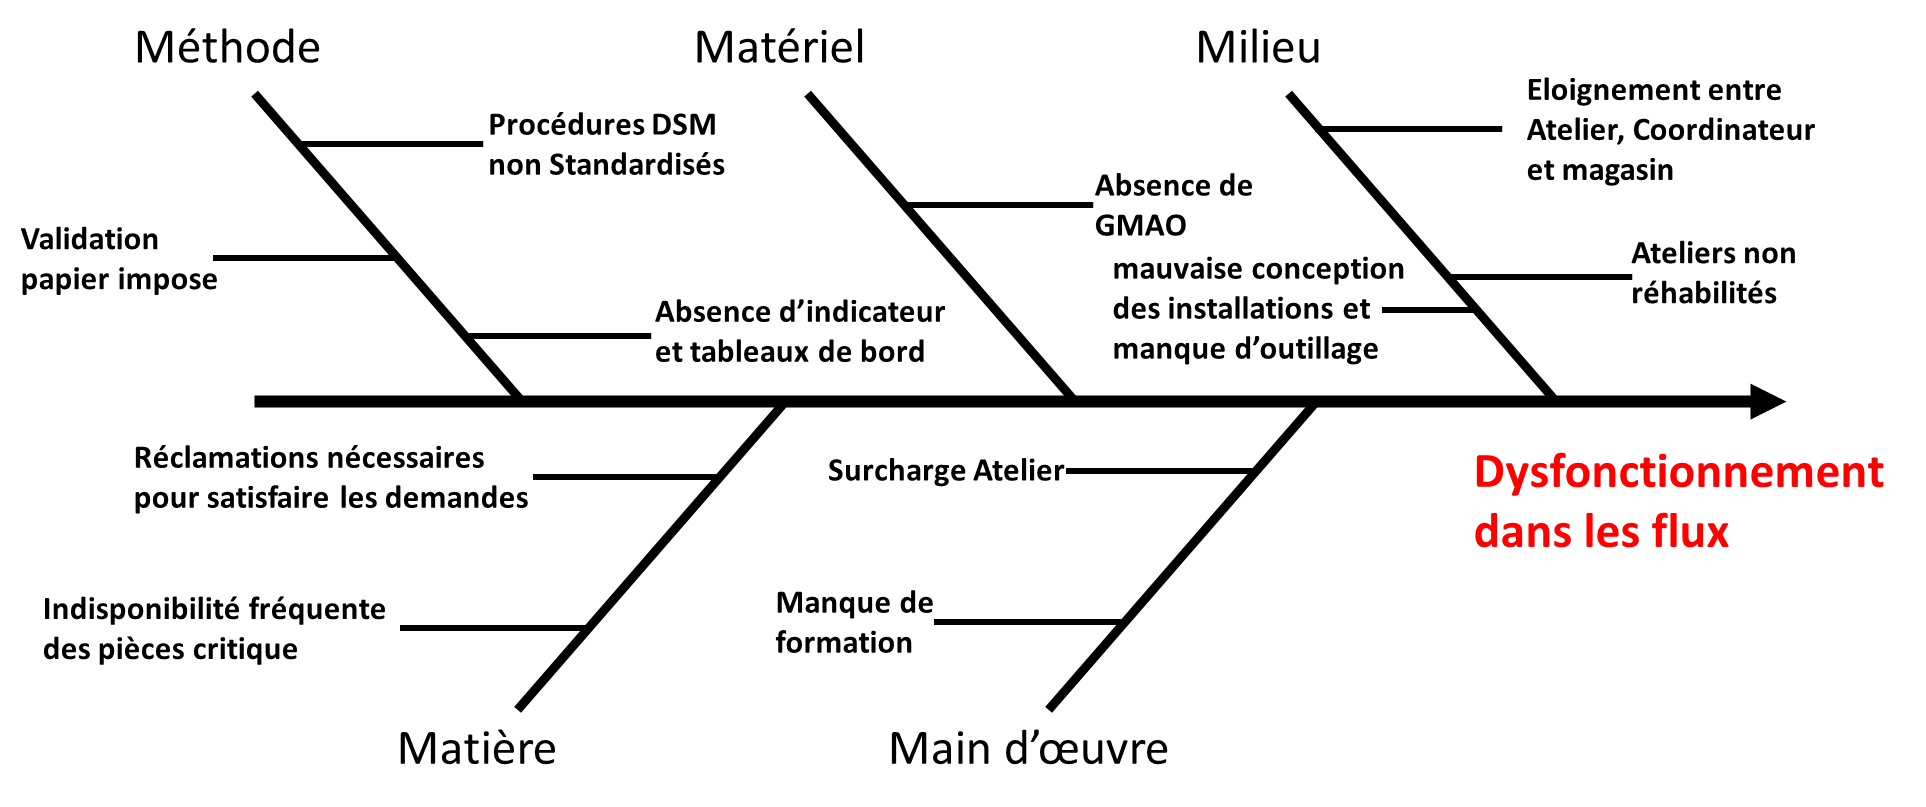 Méthode
Matériel
Milieu
Procédures DSM
non Standardisés
Validation
papier impose
Absence d’indicateur
et tableaux de bord
Absence de
GMAO
Eloignement entre
Atelier, Coordinateur
et magasin
Ateliers non
réhabilités
mauvaise conception
des installations et
manque d’outillage
Réclamations nécessaires
pour satisfaire les demandes
Indisponibilité fréquente
des pièces critique
Surcharge Atelier
Manque de
formation
Dysfonctionnement
dans les flux
Matière
Main d’œuvre